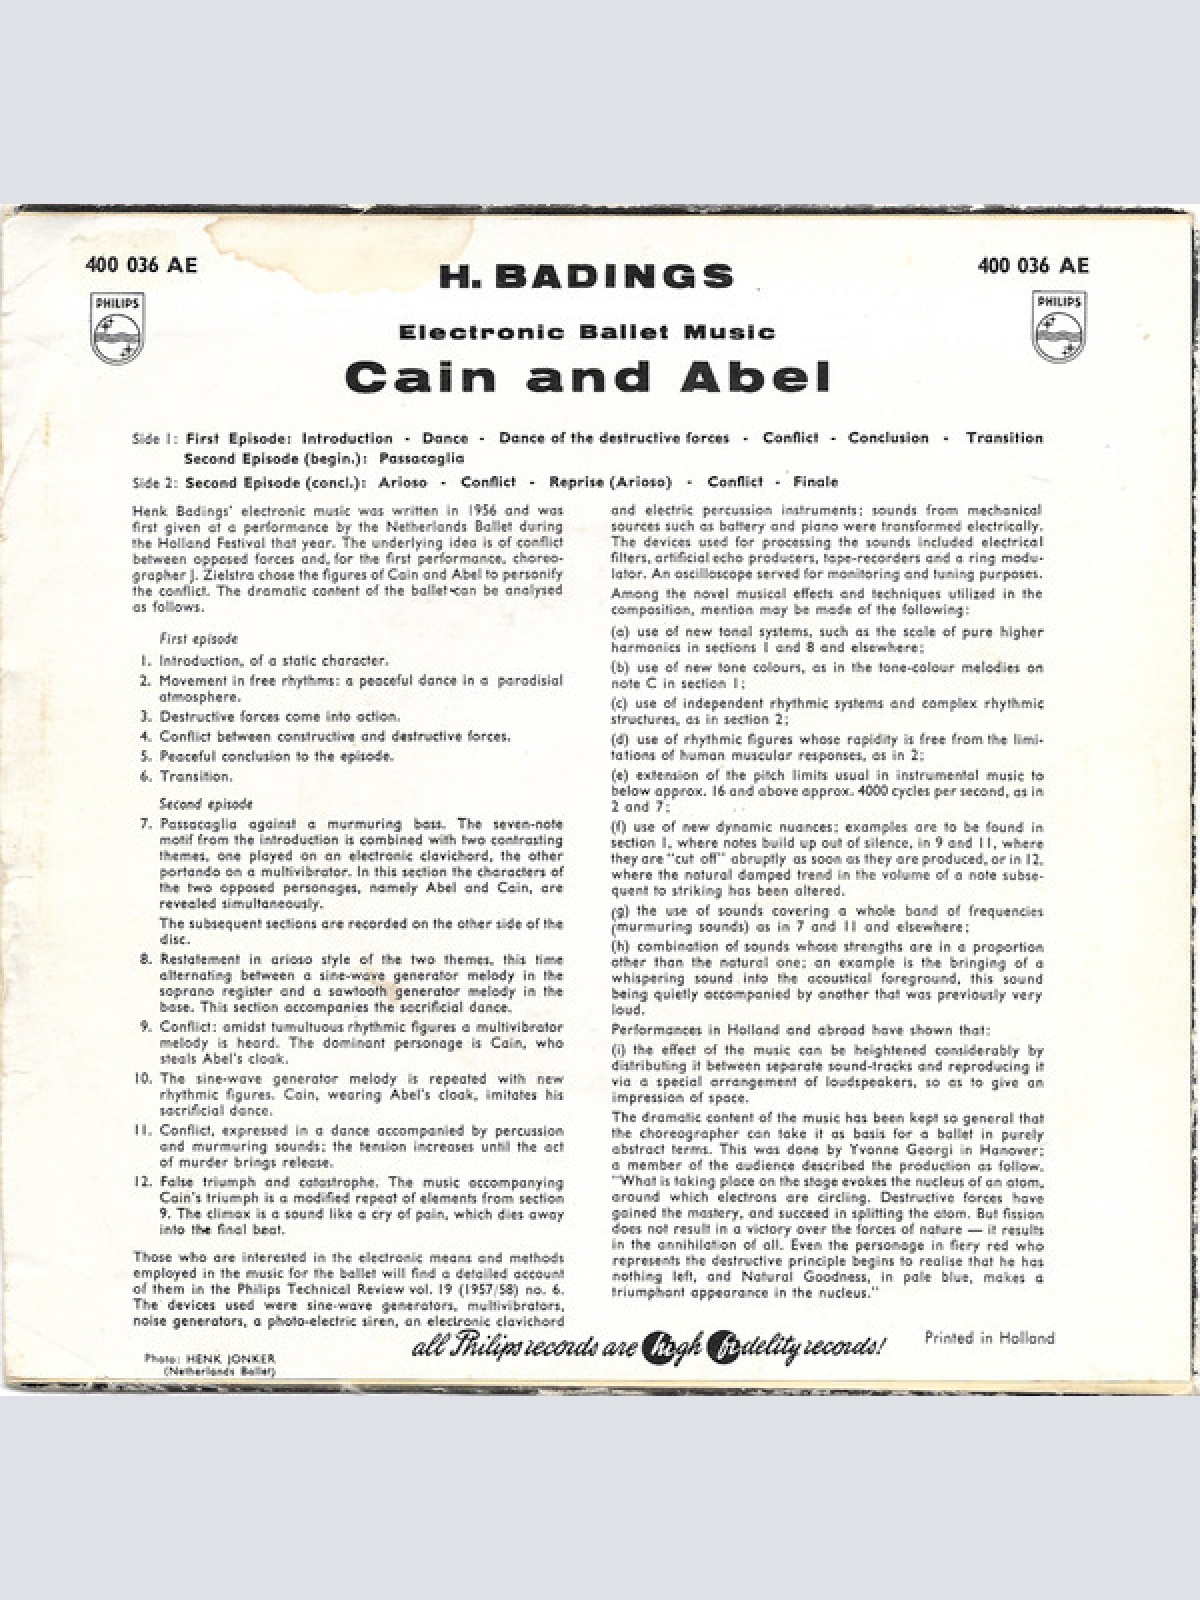 400 036 AE
H. BADINGS
400 036 AE
PHILIPS
PHILIPS
Electronic Ballet Music
Cain and Abel
Side 1: First Episode: Introduction - Dance - Dance of the destructive forces - Conflict - Conclusion - Transition
Second Episode (begin.): Passacaglia
Side 2: Second Episode (concl.): Arioso - Conflict - Reprise (Arioso) - Conflict - Finale
Henk Badings' electronic music was written in 1956 and was
first given at a performance by the Netherlands Ballet during
the Holland Festival that year. The underlying idea is of conflict
between opposed forces and, for the first performance, choreo-
grapher J. Zielstra chose the figures of Cain and Abel to personify
the conflict. The dramatic content of the ballet can be analysed
as follows.
First episode
1. Introduction, of a static character.
2. Movement in free rhythms: a peaceful dance in a paradisial
atmosphere.
3. Destructive forces come into action.
4. Conflict between constructive and destructive forces.
5. Peaceful conclusion to the episode.
6. Transition.
Second episode
7. Passacaglia against a murmuring bass. The seven-note
motif from the introduction is combined with two contrasting
themes, one played on an electronic clavichord, the other
portando on a multivibrator. In this section the characters of
the two opposed personages, namely Abel and Cain, are
revealed simultaneously.
The subsequent sections are recorded on the other side of the
disc.
8. Restatement in arioso style of the two themes, this time
alternating between a sine-wave generator melody in the
soprano register and a sawtooth generator melody in the
base. This section accompanies the sacrificial dance.
9. Conflict: amidst tumultuous rhythmic figures a multivibrator
melody is heard. The dominant personage is Cain, who
steals Abel's cloak.
10. The sine-wave generator melody is repeated with new
rhythmic figures. Cain, wearing Abel's cloak, imitates his
sacrificial dance.
11. Conflict, expressed in a dance accompanied by percussion
and murmuring sounds; the tension increases until the act
of murder brings release.
12. False triumph and catastrophe. The music accompanying
Cain's triumph is a modified repeat of elements from section
9. The climax is a sound like a cry of pain, which dies away
into the final beat.
Those who are interested in the electronic means and methods
employed in the music for the ballet will find a detailed account
of them in the Philips Technical Review vol. 19 (1957/58) no. 6.
The devices used were sine-wave generators, multivibrators,
noise generators, a photo-electric siren, an electronic clavichord
and electric percussion instruments; sounds from mechanical
sources such as battery and piano were transformed electrically.
The devices used for processing the sounds included electrical
filters, artificial echo producers, tape-recorders and a ring modu-
lator. An oscilloscope served for monitoring and tuning purposes.
Among the novel musical effects and techniques utilized in the
composition, mention may be made of the following:
(a) use of new tonal systems, such as the scale of pure higher
harmonics in sections 1 and 8 and elsewhere;
(b) use of new tone colours, as in the tone-colour melodies on
note C in section 1;
(c) use of independent rhythmic systems and complex rhythmic
structures, as in section 2;
(d) use of rhythmic figures whose rapidity is free from the limi-
tations of human muscular responses, as in 2;
(e) extension of the pitch limits usual in instrumental music to
below approx. 16 and above approx. 4000 cycles per second, as in
2 and 7;
(f) use of new dynamic nuances; examples are to be found in
section 1, where notes build up out of silence, in 9 and 11, where
they are "cut off" abruptly as soon as they are produced, or in 12,
where the natural damped trend in the volume of a note subse-
quent to striking has been altered.
(g) the use of sounds covering a whole band of frequencies
(murmuring sounds) as in 7 and 11 and elsewhere;
(h) combination of sounds whose strengths are in a proportion
other than the natural one; an example is the bringing of a
whispering sound into the acoustical foreground, this sound
being quietly accompanied by another that was previously very
loud.
Performances in Holland and abroad have shown that:
(i) the effect of the music can be heightened considerably by
distributing it between separate sound-tracks and reproducing it
via a special arrangement of loudspeakers, so as to give an
impression of space.
The dramatic content of the music has been kept so general that
the choreographer can take it as basis for a ballet in purely
abstract terms. This was done by Yvonne Georgi in Hanover;
a member of the audience described the production as follow.
"What is taking place on the stage evokes the nucleus of an atom,
around which electrons are circling. Destructive forces have
gained the mastery, and succeed in splitting the atom. But fission
does not result in a victory over the forces of nature — it results
in the annihilation of all. Even the personage in fiery red who
represents the destructive principle begins to realise that he has
nothing left, and Natural Goodness, in pale blue, makes a
triumphant appearance in the nucleus."
all Philips records are high fidelity records!
Printed in Holland
Photo: HENK JONKER
(Netherlands Ballet)